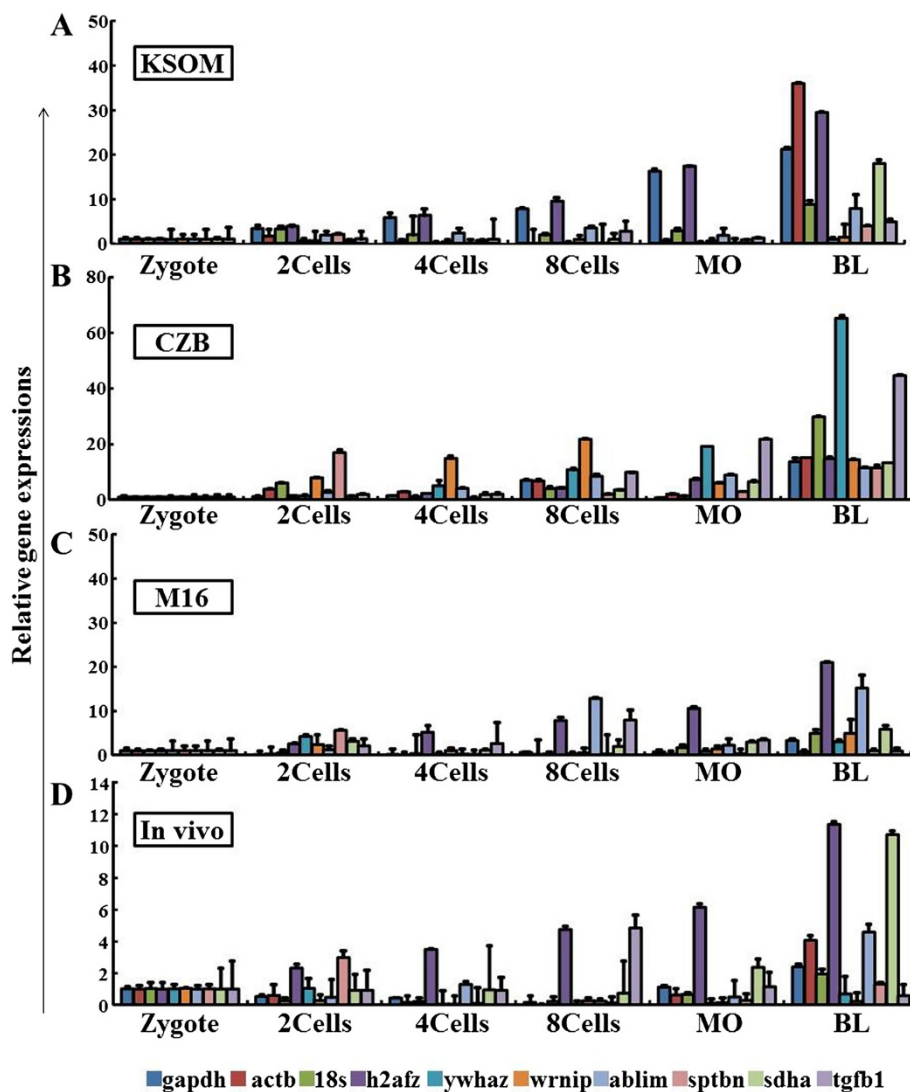 A
KSOM
50
40
30
20
10
0
Zygote 2Cells 4Cells 8Cells MO BL
B
CZB
80
60
40
20
0
Zygote 2Cells 4Cells 8Cells MO BL
C
M16
50
40
30
20
10
0
Zygote 2Cells 4Cells 8Cells MO BL
D
In vivo
14
12
10
8
6
4
2
0
Zygote 2Cells 4Cells 8Cells MO BL
Relative gene expressions
gapdh actb 18s h2afz ywhaz wrnip ablim sptbn sdha tgfb1